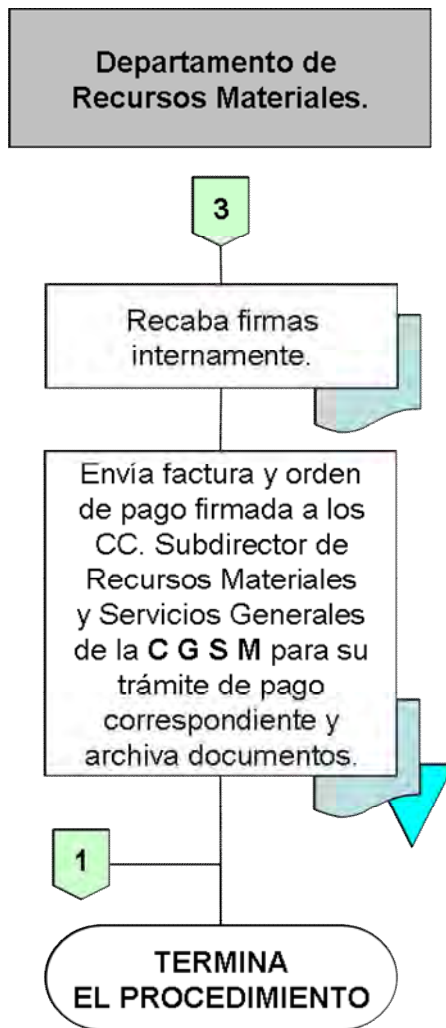 Departamento de
Recursos Materiales.
3
Recaba firmas
internamente.
Envía factura y orden
de pago firmada a los
CC. Subdirector de
Recursos Materiales
y Servicios Generales
de la C G S M para su
trámite de pago
correspondiente y
archiva documentos.
1
TERMINA
EL PROCEDIMIENTO